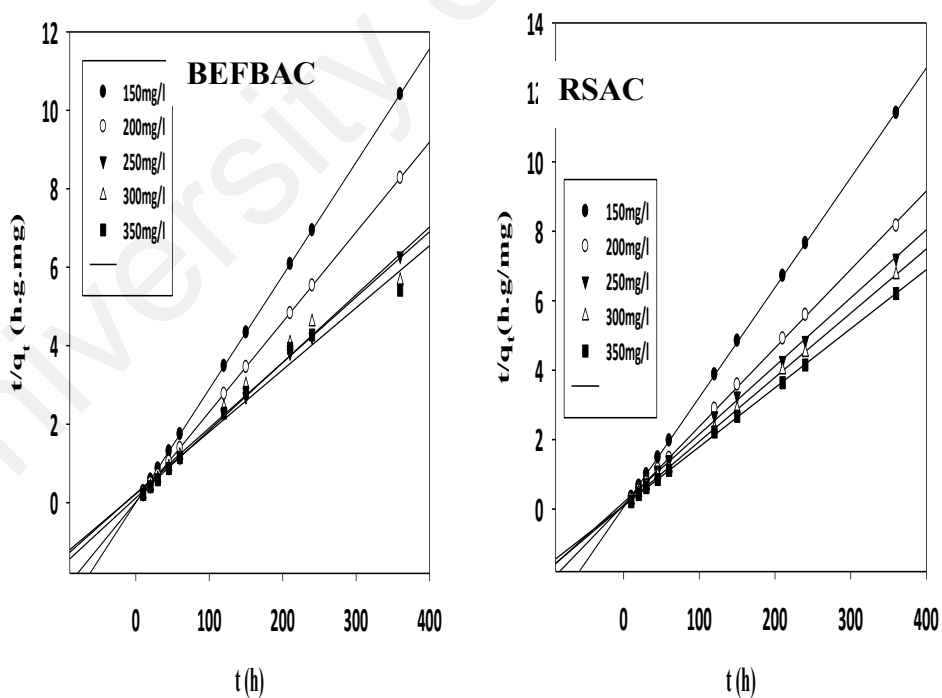 University
12
10
8
6
4
2
0
t/qt (h.g.mg)
BEFBAC
150mg/l
200mg/l
250mg/l
300mg/l
350mg/l
0 100 200 300 400
t (h)
14
12
10
8
6
4
2
0
t/qt(h.g/mg)
RSAC
150mg/l
200mg/l
250mg/l
300mg/l
350mg/l
0 100 200 300 400
t (h)